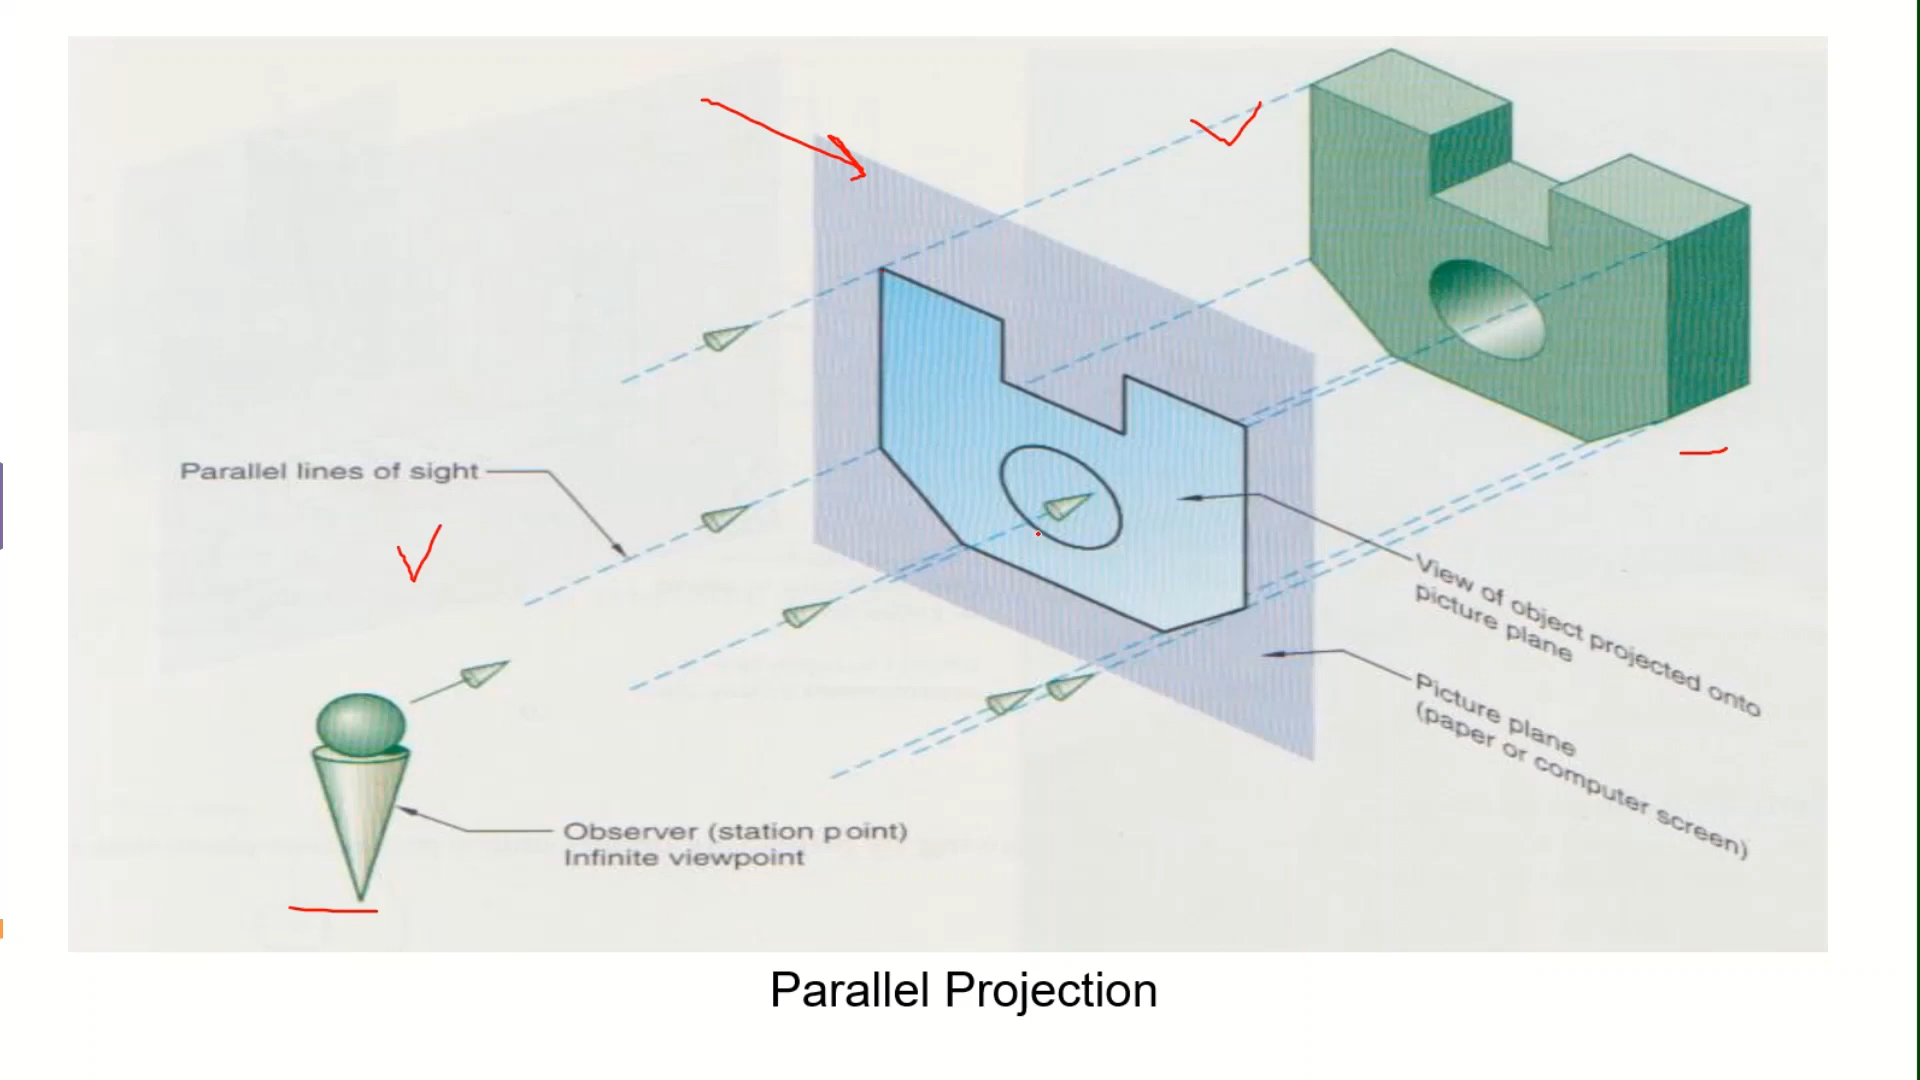 Parallel lines of sight
View of object projected onto
picture plane
Picture plane
(paper or computer screen)
Observer (station point)
Infinite viewpoint
Parallel Projection